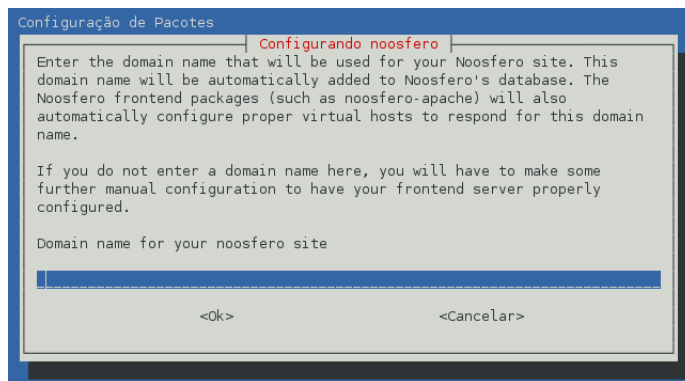 Configuração de Pacotes
Configurando noosfero
Enter the domain name that will be used for your Noosfero site. This
domain name will be automatically added to Noosfero's database. The
Noosfero frontend packages (such as noosfero-apache) will also
automatically configure proper virtual hosts to respond for this domain
name.
If you do not enter a domain name here, you will have to make some
further manual configuration to have your frontend server properly
configured.
Domain name for your noosfero site
<Ok> <Cancelar>